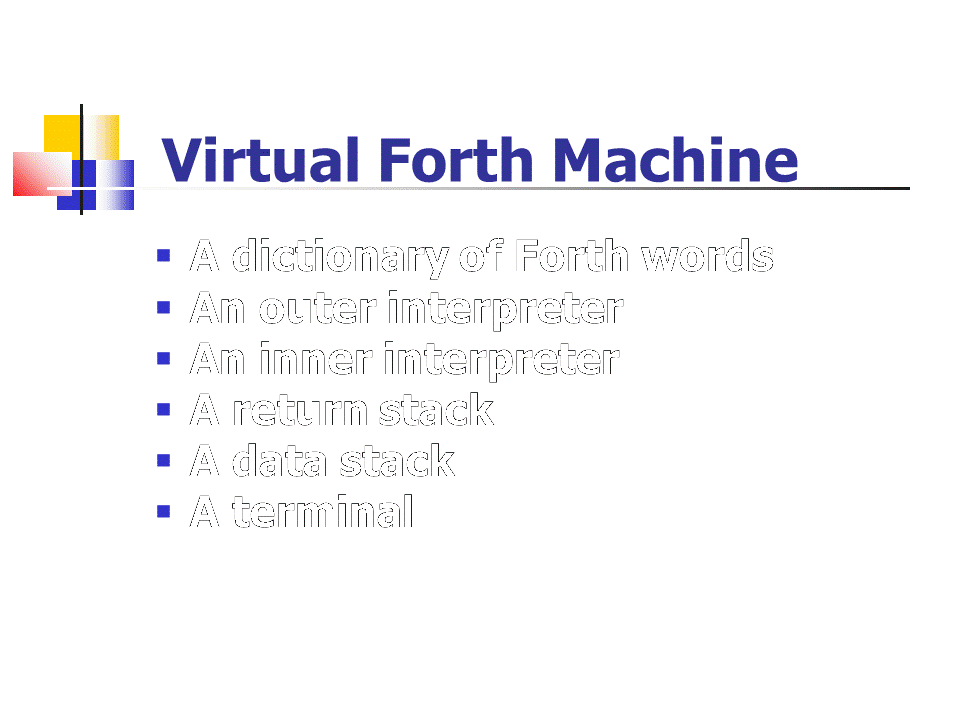 Virtual Forth Machine
A dictionary of Forth words
An outer interpreter
An inner interpreter
A return stack
A data stack
A terminal